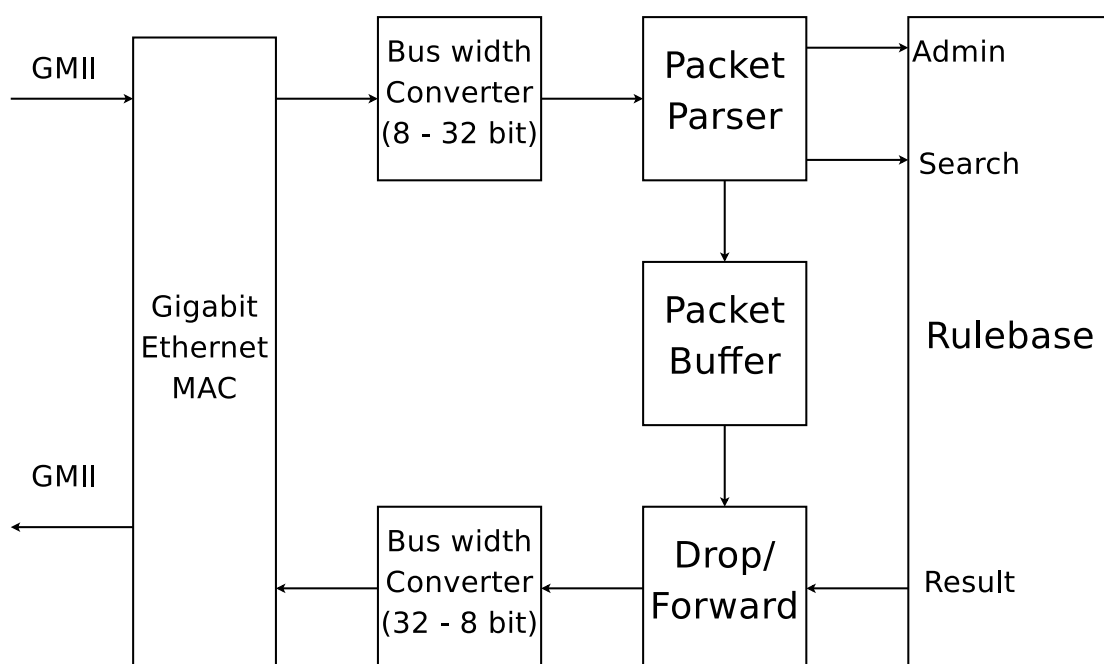 GMII
Bus width
Converter
(8 - 32 bit)
Packet
Parser
Admin
Search
Gigabit
Ethernet
MAC
Packet
Buffer
Rulebase
GMII
Bus width
Converter
(32 - 8 bit)
Drop/
Forward
Result